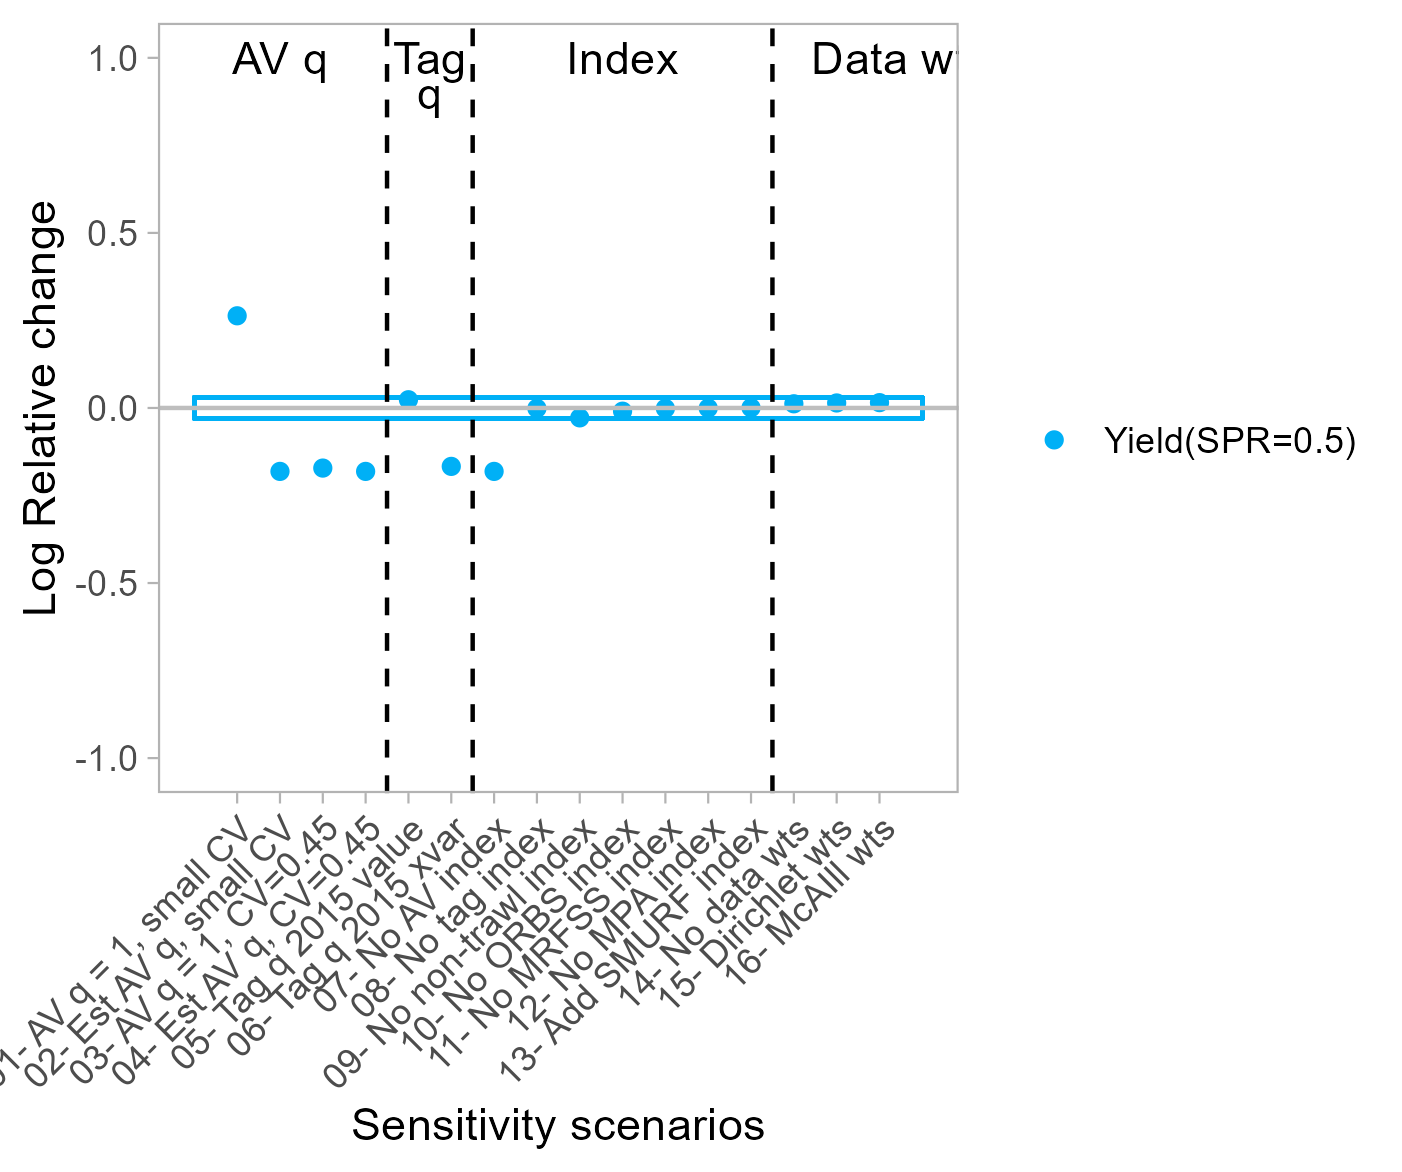 AV q
Tag
q
Index
Data w
1.0
0.5
0.0
-0.5
-1.0
Log Relative change
Yield(SPR=0.5)
1- AV q = 1, small CV
02- Est AV q, small CV
03- AV q = 1, CV=0.45
04- Est AV q, CV=0.45
05- Tag q 2015 value
06- Tag q 2015 xvar
07- No AV index
08- No tag index
09- No non-trawl index
10- No ORBS index
11- No MRFSS index
12- No MPA index
13- Add SMURF index
14- No data wts
15- Dirichlet wts
16- McAlll wts
Sensitivity scenarios